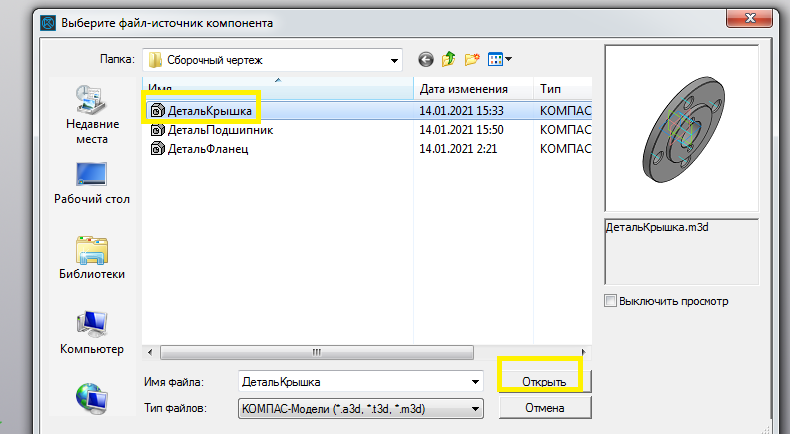 Выберите файл-источник компонента
Папка: Сборочный чертеж
Имя Дата изменения Тип
ДетальКрышка 14.01.2021 15:33 КОМПАС
ДетальПодшипник 14.01.2021 15:50 КОМПАС
ДетальФланец 14.01.2021 2:21 КОМПАС
Недавние
места
Рабочий стол
Библиотеки
Компьютер
ДетальКрышка.m3d
Выключить просмотр
Имя файла: ДетальКрышка Открыть
Тип файлов: КОМПАС-Модели (*.a3d, *.t3d, *.m3d) Отмена